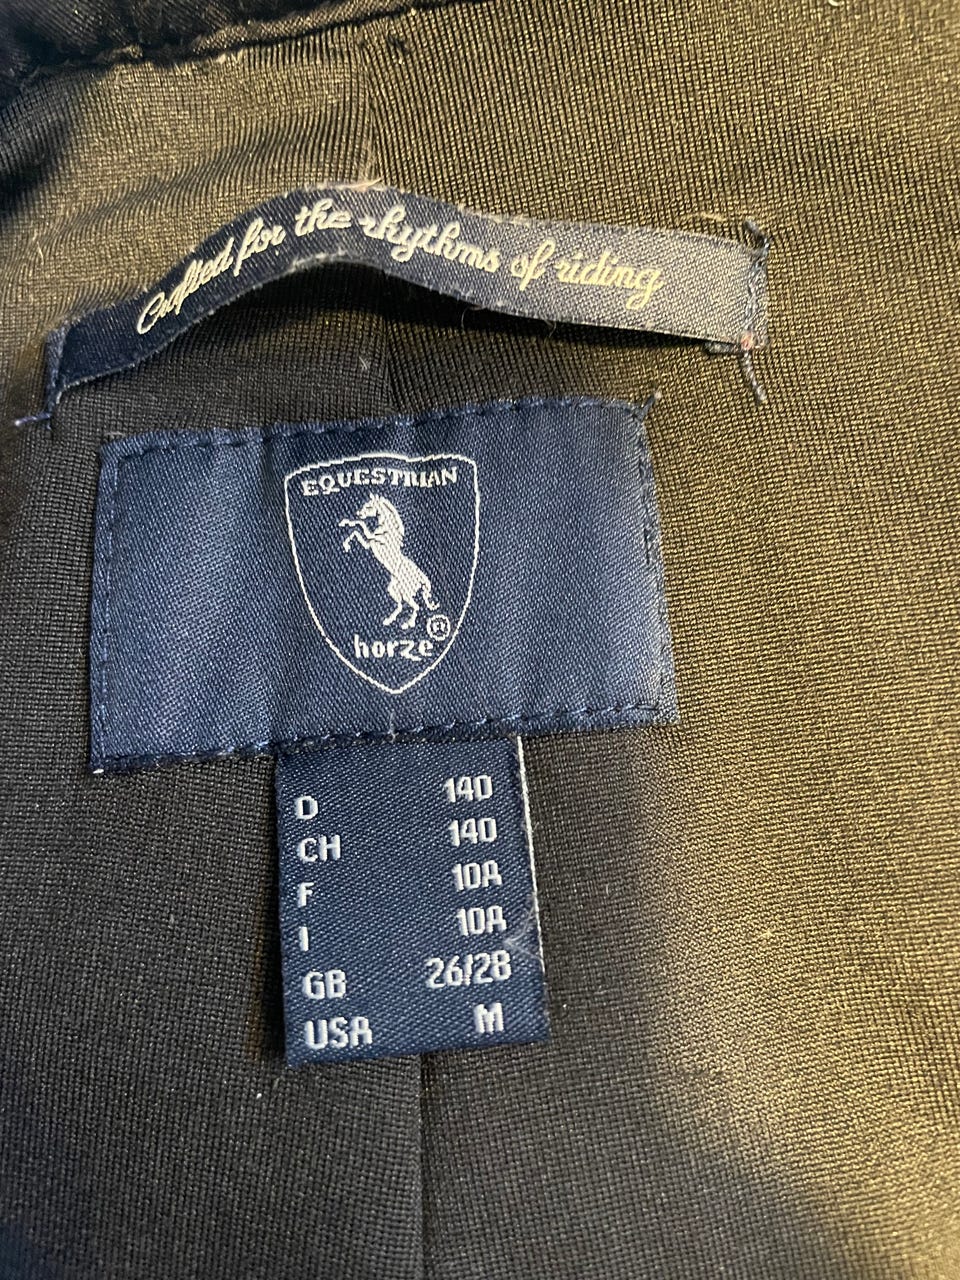 Crafted for the rhythms of riding
EQUESTRIAN
horze®
D 140
CH 140
F 10A
I 10A
GB 26/28
USA M